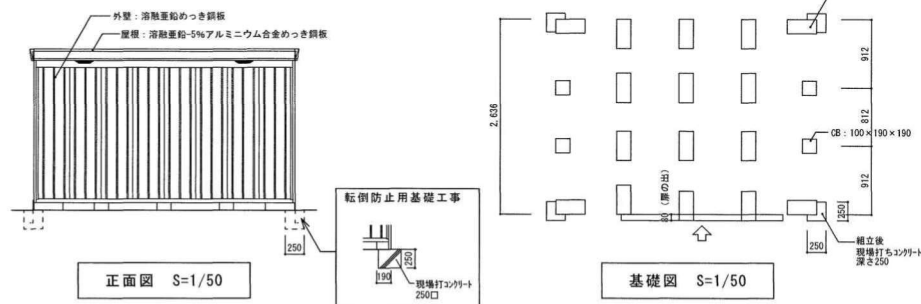 外壁：溶融亜鉛めっき鋼板
屋根：溶融亜鉛-5%アルミニウム合金めっき鋼板
250
正面図 S=1/50
転倒防止用基礎工事
250
190
現場打コンクリート
250口
2,636
912
812
912
CB：100×190×190
80 (扉の出)
250
250
組立後
現場打ちコンクリート
深さ250
基礎図 S=1/50